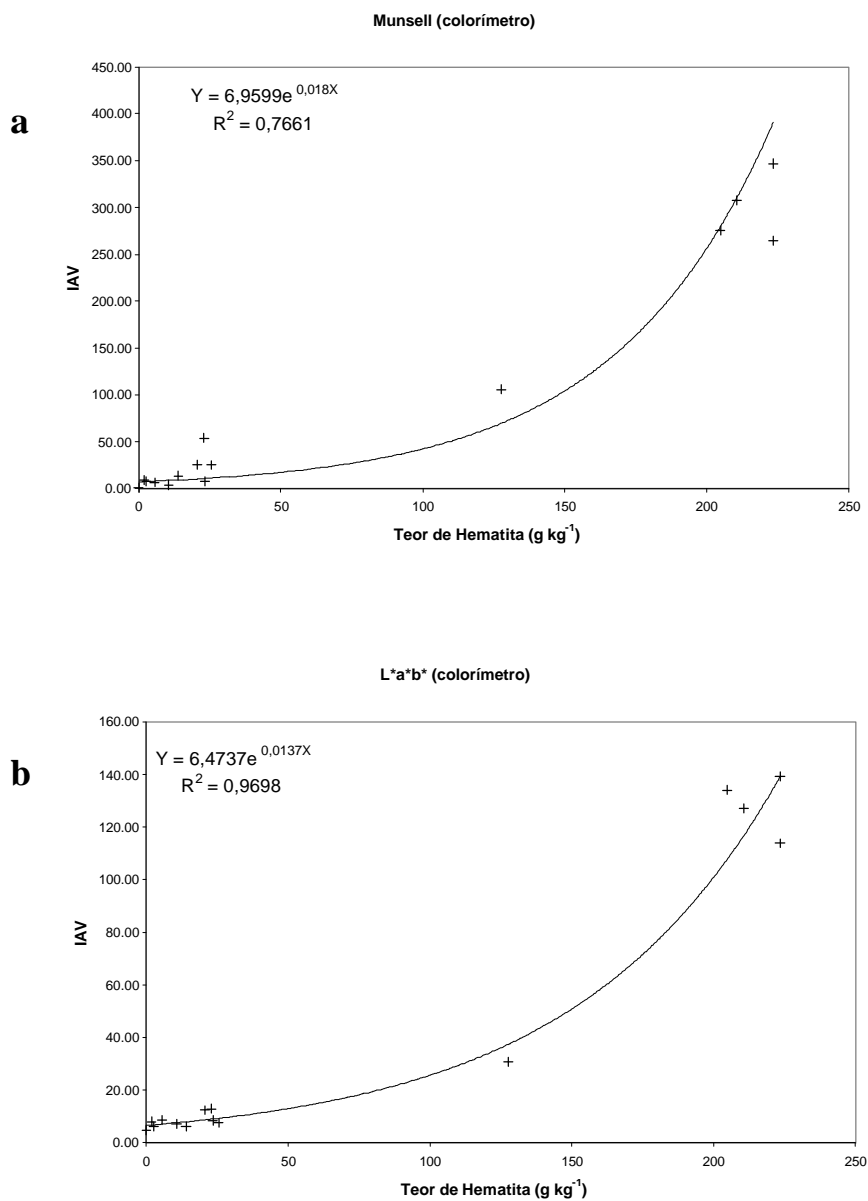 Munsell (colorímetro)
a
Y = 6,9599e 0,018X
R2 = 0,7661
450.00
400.00
350.00
300.00
250.00
200.00
150.00
100.00
50.00
0.00
IAV
0 50 100 150 200 250
Teor de Hematita (g kg-1)
L*a*b* (colorímetro)
b
Y = 6,4737e 0,0137X
R2 = 0,9698
160.00
140.00
120.00
100.00
80.00
60.00
40.00
20.00
0.00
IAV
0 50 100 150 200 250
Teor de Hematita (g kg-1)